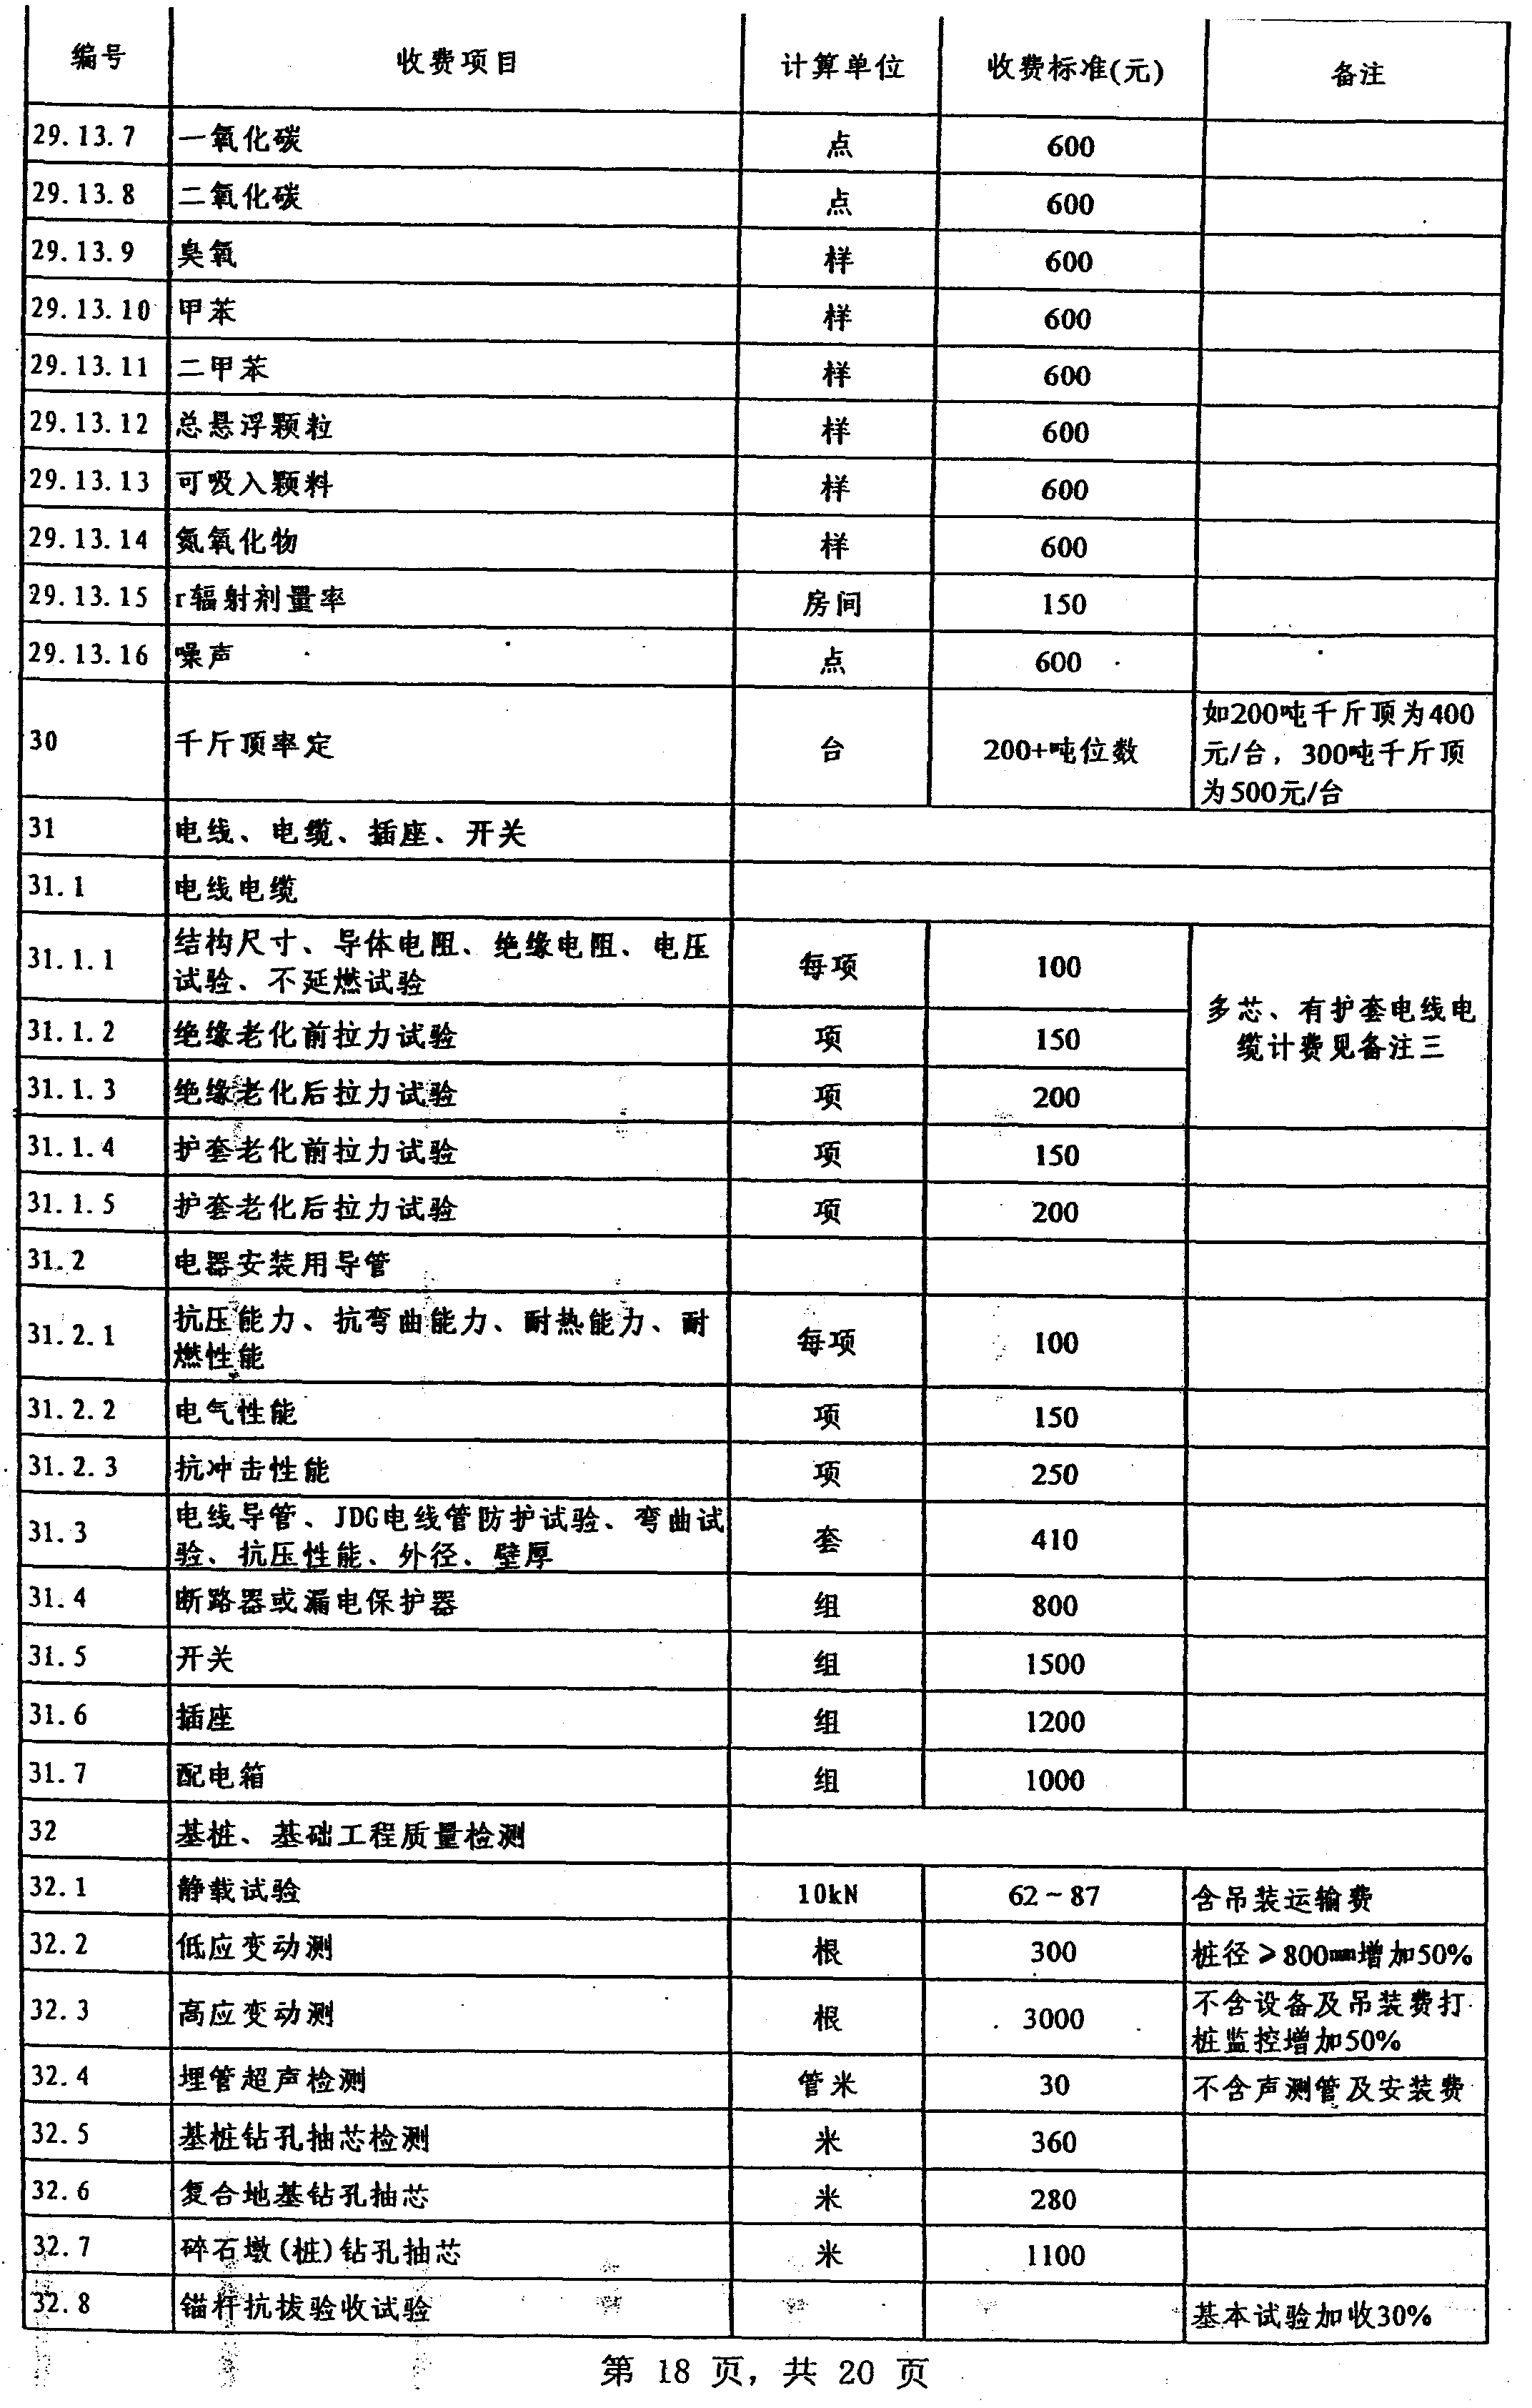 编号 收费项目 计算单位 收费标准(元) 备注
29.13.7 一氧化碳 点 600
29.13.8 二氧化碳 点 600
29.13.9 臭氧 样 600
29.13.10 甲苯 样 600
29.13.11 二甲苯 样 600
29.13.12 总悬浮颗粒 样 600
29.13.13 可吸入颗料 样 600
29.13.14 氮氧化物 样 600
29.13.15 r辐射剂量率 房间 150
29.13.16 噪声 点 600
30 千斤顶率定 台 200+吨位数 如200吨千斤顶为400
元/台，300吨千斤顶
为500元/台
31 电线、电缆、插座、开关
31.1 电线电缆
31.1.1 结构尺寸、导体电阻、绝缘电阻、电压
试验、不延燃试验 每项 100
多芯、有护套电线电
缆计费见备注三
31.1.2 绝缘老化前拉力试验 项 150
31.1.3 绝缘老化后拉力试验 项 200
31.1.4 护套老化前拉力试验 项 150
31.1.5 护套老化后拉力试验 项 200
31.2 电器安装用导管
31.2.1 抗压能力、抗弯曲能力、耐热能力、耐
燃性能 每项 100
31.2.2 电气性能 项 150
31.2.3 抗冲击性能 项 250
31.3 电线导管、JDG电线管防护试验、弯曲试
验、抗压性能、外径、壁厚 套 410
31.4 断路器或漏电保护器 组 800
31.5 开关 组 1500
31.6 插座 组 1200
31.7 配电箱 组 1000
32 基桩、基础工程质量检测
32.1 静载试验 10kN 62~87 含吊装运输费
32.2 低应变动测 根 300 桩径≥800mm增加50%
32.3 高应变动测 根 3000 不含设备及吊装费打
桩监控增加50%
32.4 埋管超声检测 管米 30 不含声测管及安装费
32.5 基桩钻孔抽芯检测 米 360
32.6 复合地基钻孔抽芯 米 280
32.7 碎石墩(桩)钻孔抽芯 米 1100
32.8 锚杆抗拔验收试验 基本试验加收30%
第 18 页，共 20 页